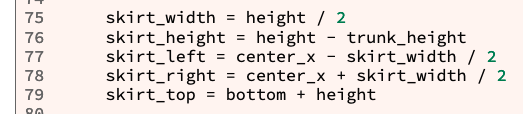 75 skirt_width = height / 2
76 skirt_height = height - trunk_height
77 skirt_left = center_x - skirt_width / 2
78 skirt_right = center_x + skirt_width / 2
79 skirt_top = bottom + height